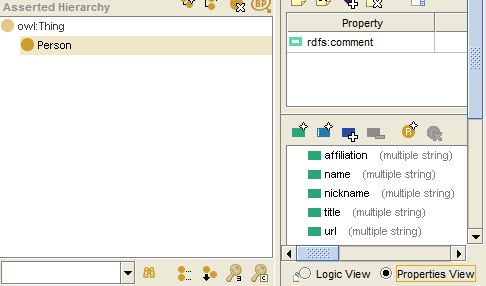 Asserted Hierarchy
owl:Thing
Person
Property
rdfs:comment
affiliation (multiple string)
name (multiple string)
nickname (multiple string)
title (multiple string)
url (multiple string)
Logic View
Properties View